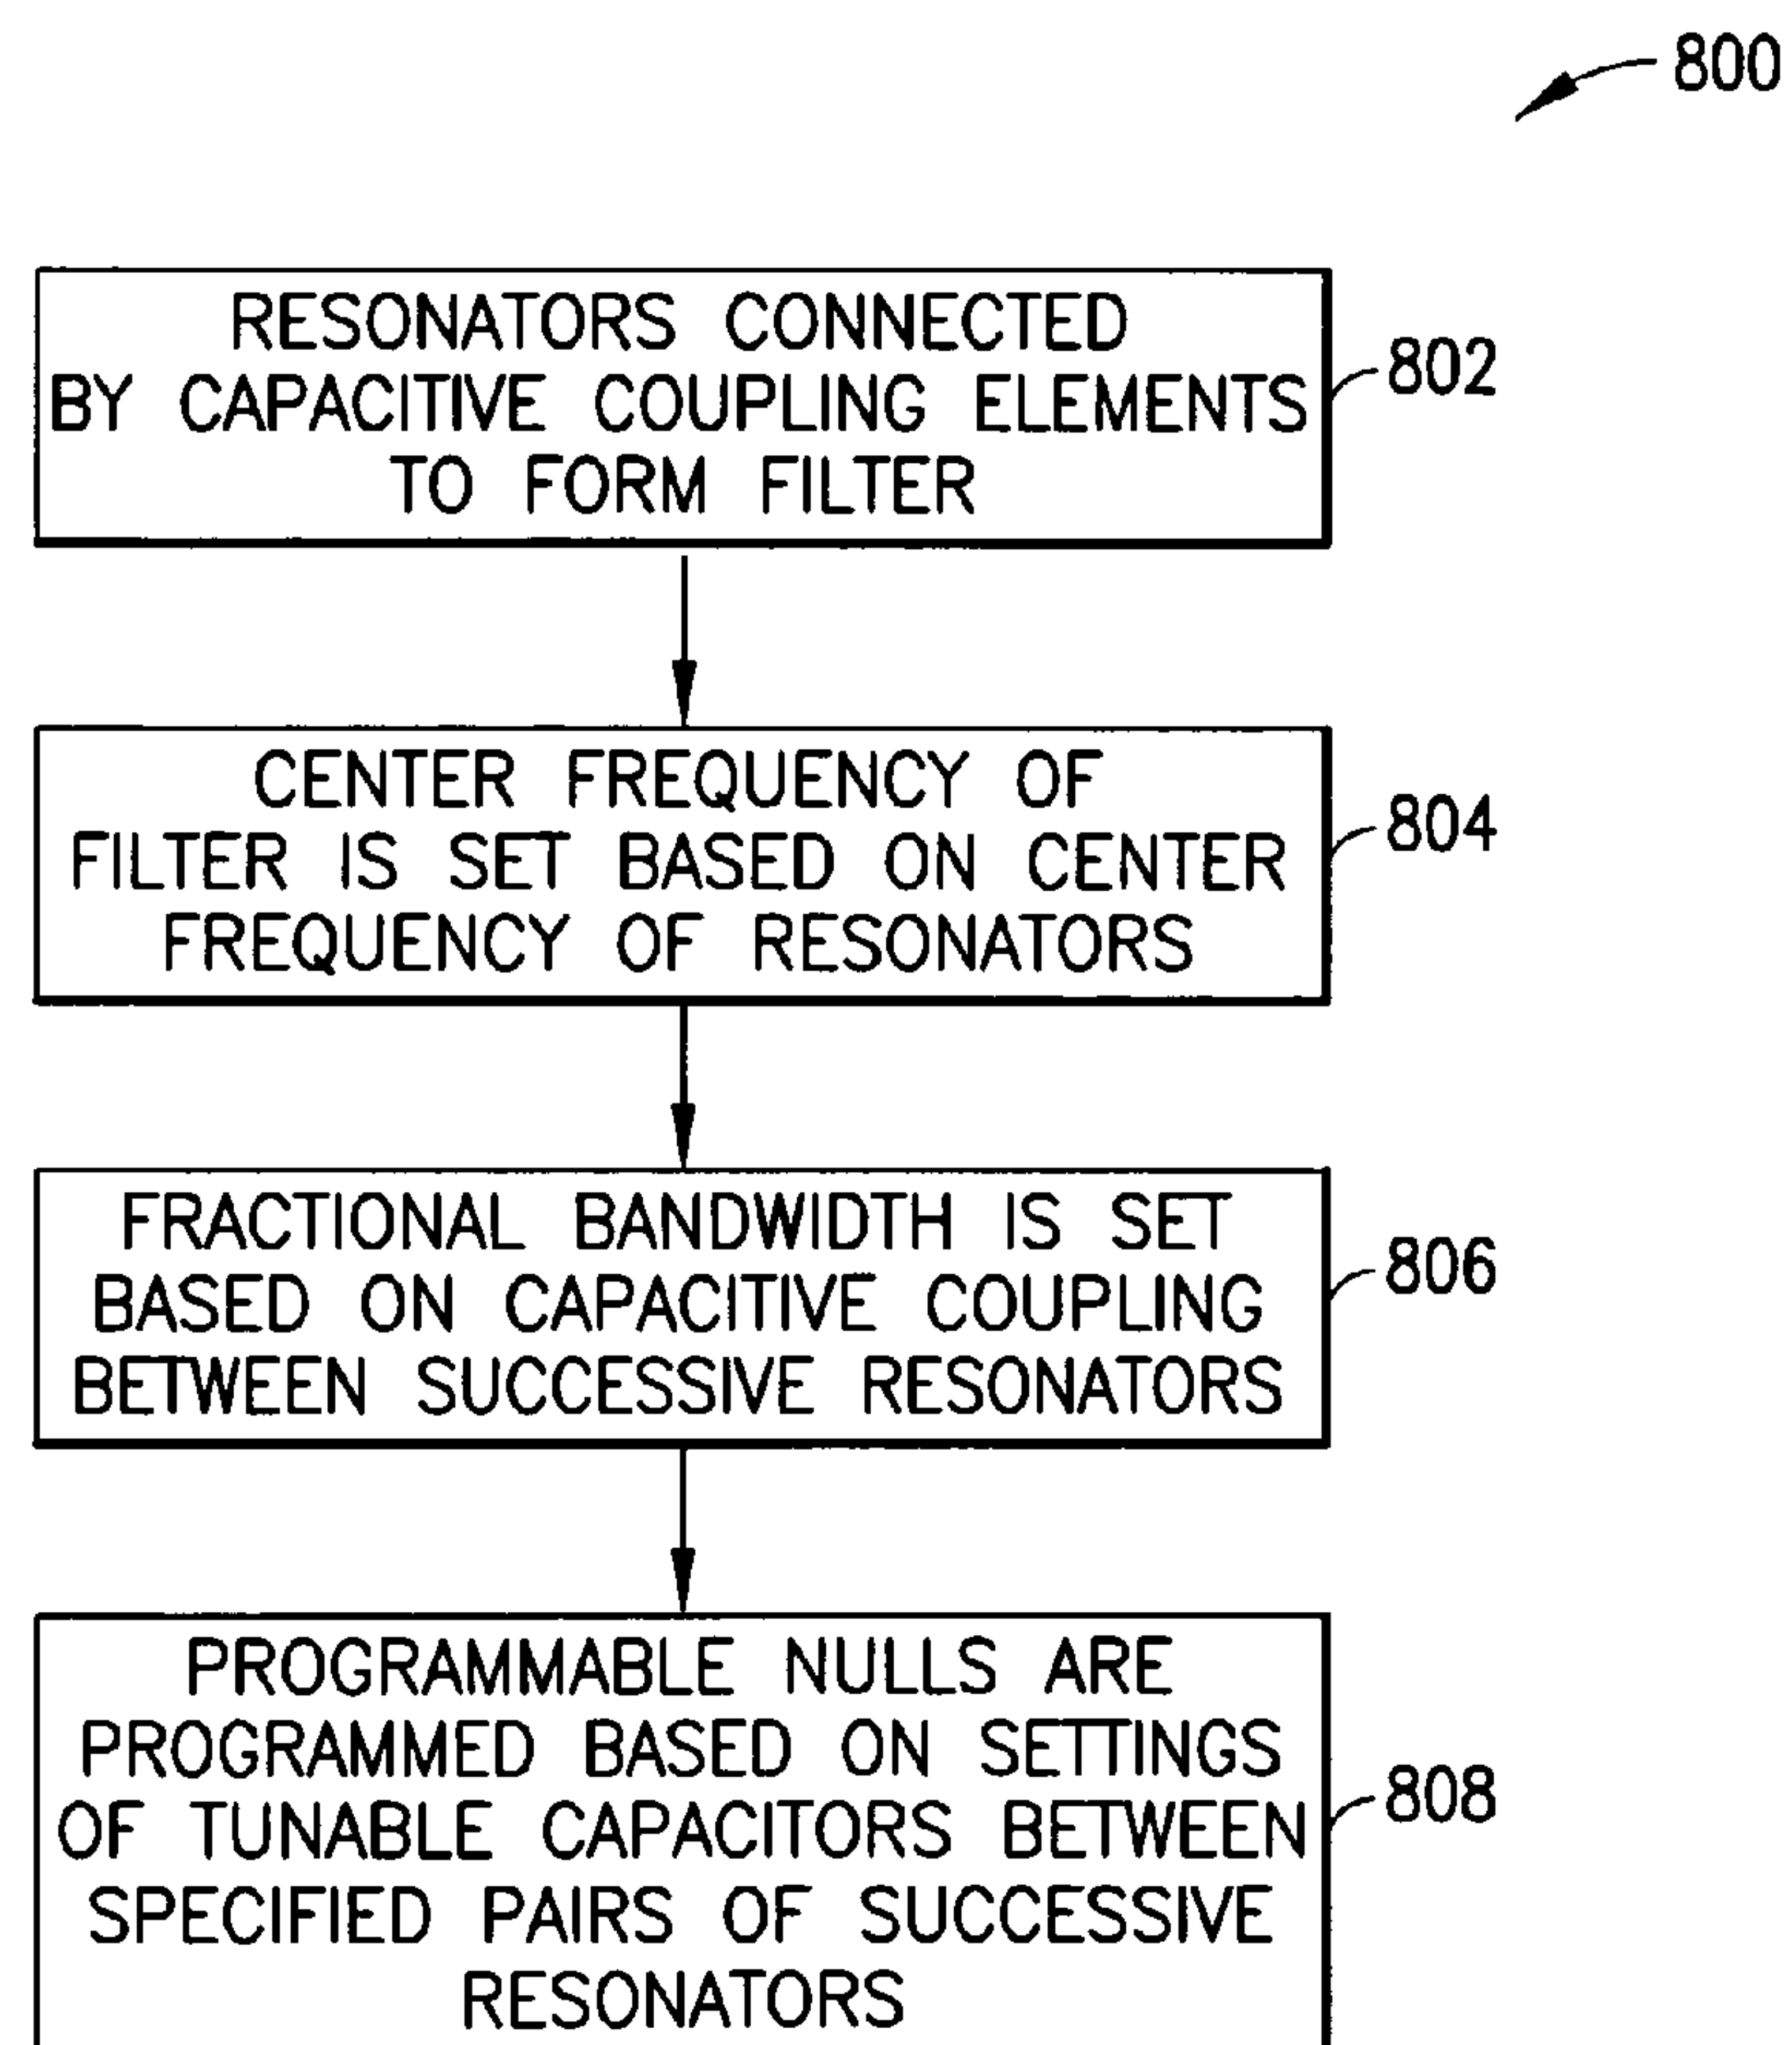 800
RESONATORS CONNECTED
BY CAPACITIVE COUPLING ELEMENTS
TO FORM FILTER
802
CENTER FREQUENCY OF
FILTER IS SET BASED ON CENTER
FREQUENCY OF RESONATORS
804
FRACTIONAL BANDWIDTH IS SET
BASED ON CAPACITIVE COUPLING
BETWEEN SUCCESSIVE RESONATORS
806
PROGRAMMABLE NULLS ARE
PROGRAMMED BASED ON SETTINGS
OF TUNABLE CAPACITORS BETWEEN
SPECIFIED PAIRS OF SUCCESSIVE
RESONATORS
808